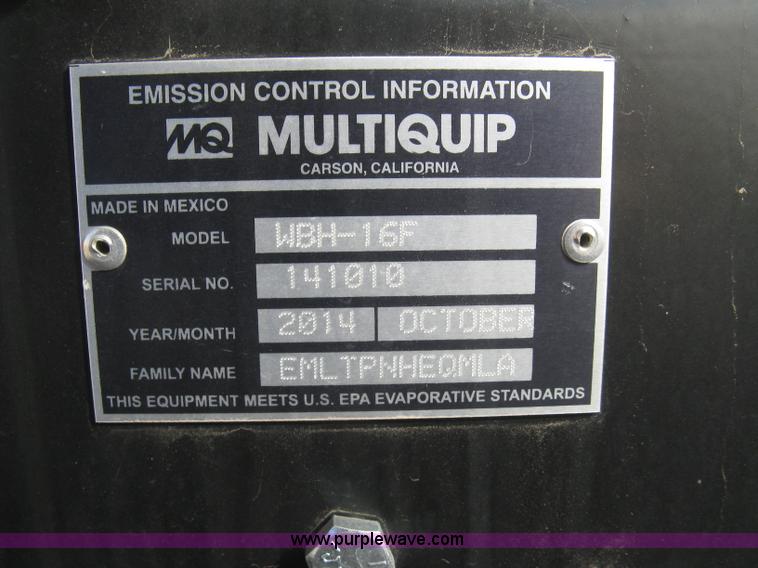 EMISSION CONTROL INFORMATION
MQ MULTIQUIP
CARSON, CALIFORNIA
MADE IN MEXICO
MODEL WBH-16F
SERIAL NO. 141010
YEAR/MONTH 2014 OCTOBER
FAMILY NAME EMLTPNHEQMLA
THIS EQUIPMENT MEETS U.S. EPA EVAPORATIVE STANDARDS
www.purplewave.com